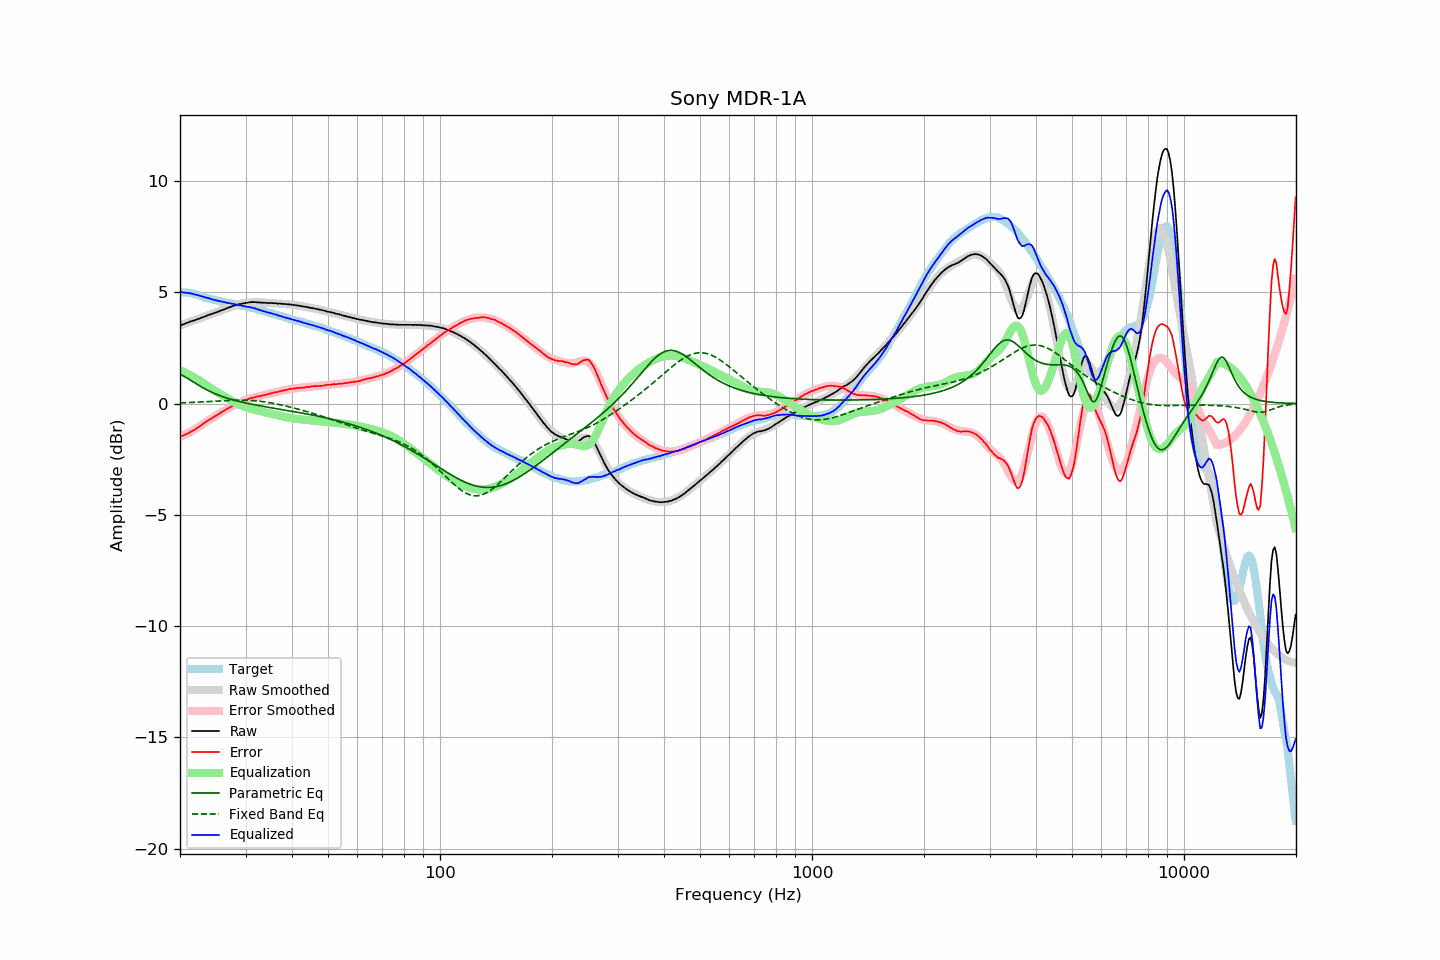 Sony MDR-1A
Amplitude (dBr)
10
5
0
−5
−10
−15
−20
Target
Raw Smoothed
Error Smoothed
Raw
Error
Equalization
Parametric Eq
Fixed Band Eq
Equalized
100 1000 10000
Frequency (Hz)